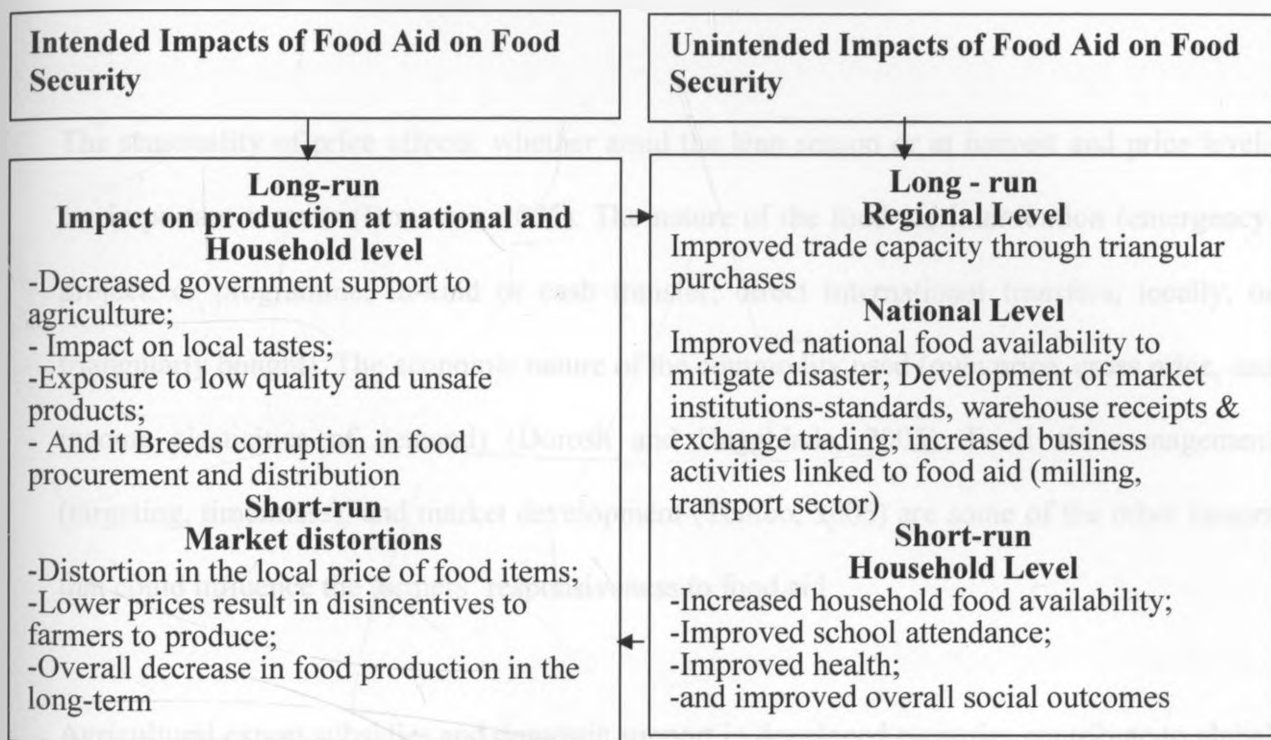 Intended Impacts of Food Aid on Food
Security
Long-run
Impact on production at national and
Household level
-Decreased government support to
agriculture;
- Impact on local tastes;
-Exposure to low quality and unsafe
products;
- And it Breeds corruption in food
procurement and distribution
Short-run
Market distortions
-Distortion in the local price of food items;
-Lower prices result in disincentives to
farmers to produce;
-Overall decrease in food production in the
long-term
Unintended Impacts of Food Aid on Food
Security
Long - run
Regional Level
Improved trade capacity through triangular
purchases
National Level
Improved national food availability to
mitigate disaster; Development of market
institutions-standards, warehouse receipts &
exchange trading; Increased business
activities linked to food aid (milling,
transport sector)
Short-run
Household Level
-Increased household food availability;
-Improved school attendance;
-Improved health;
-and improved overall social outcomes